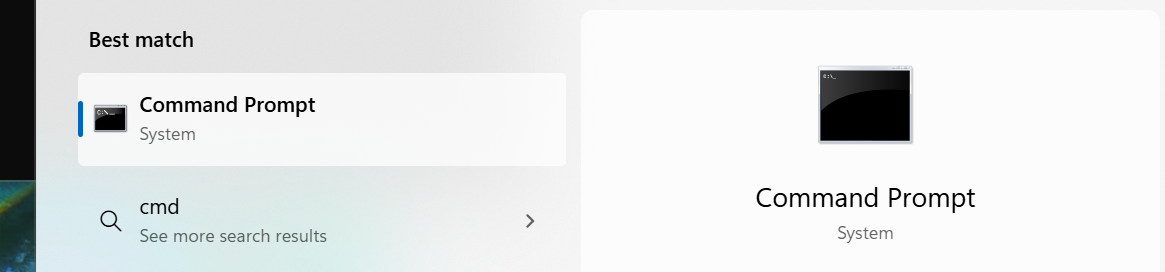 Best match
Command Prompt
System
cmd
See more search results
Command Prompt
System